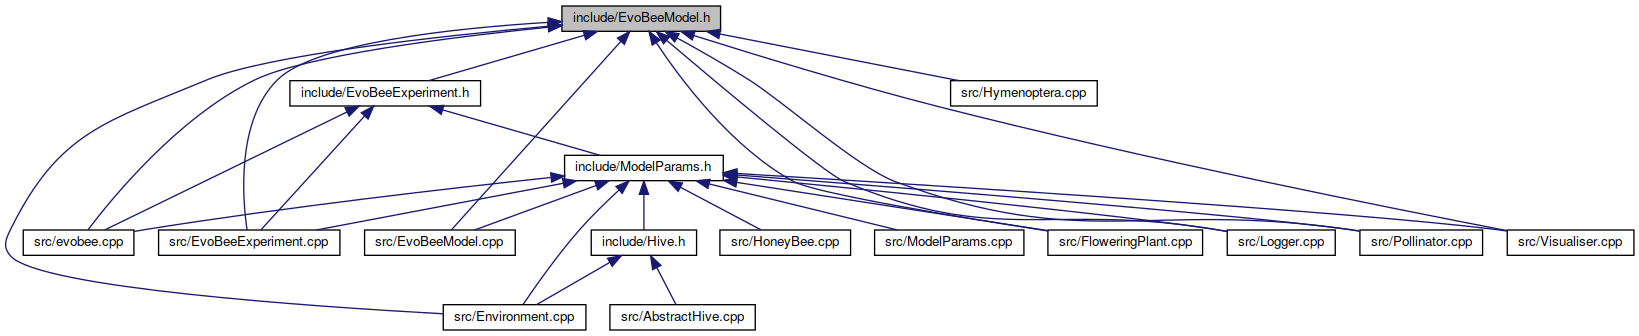 include/EvoBeeModel.h
include/EvoBeeExperiment.h
src/Hymenoptera.cpp
include/ModelParams.h
src/evobee.cpp
src/EvoBeeExperiment.cpp
src/EvoBeeModel.cpp
include/Hive.h
src/HoneyBee.cpp
src/ModelParams.cpp
src/FloweringPlant.cpp
src/Logger.cpp
src/Pollinator.cpp
src/Visualiser.cpp
src/Environment.cpp
src/AbstractHive.cpp